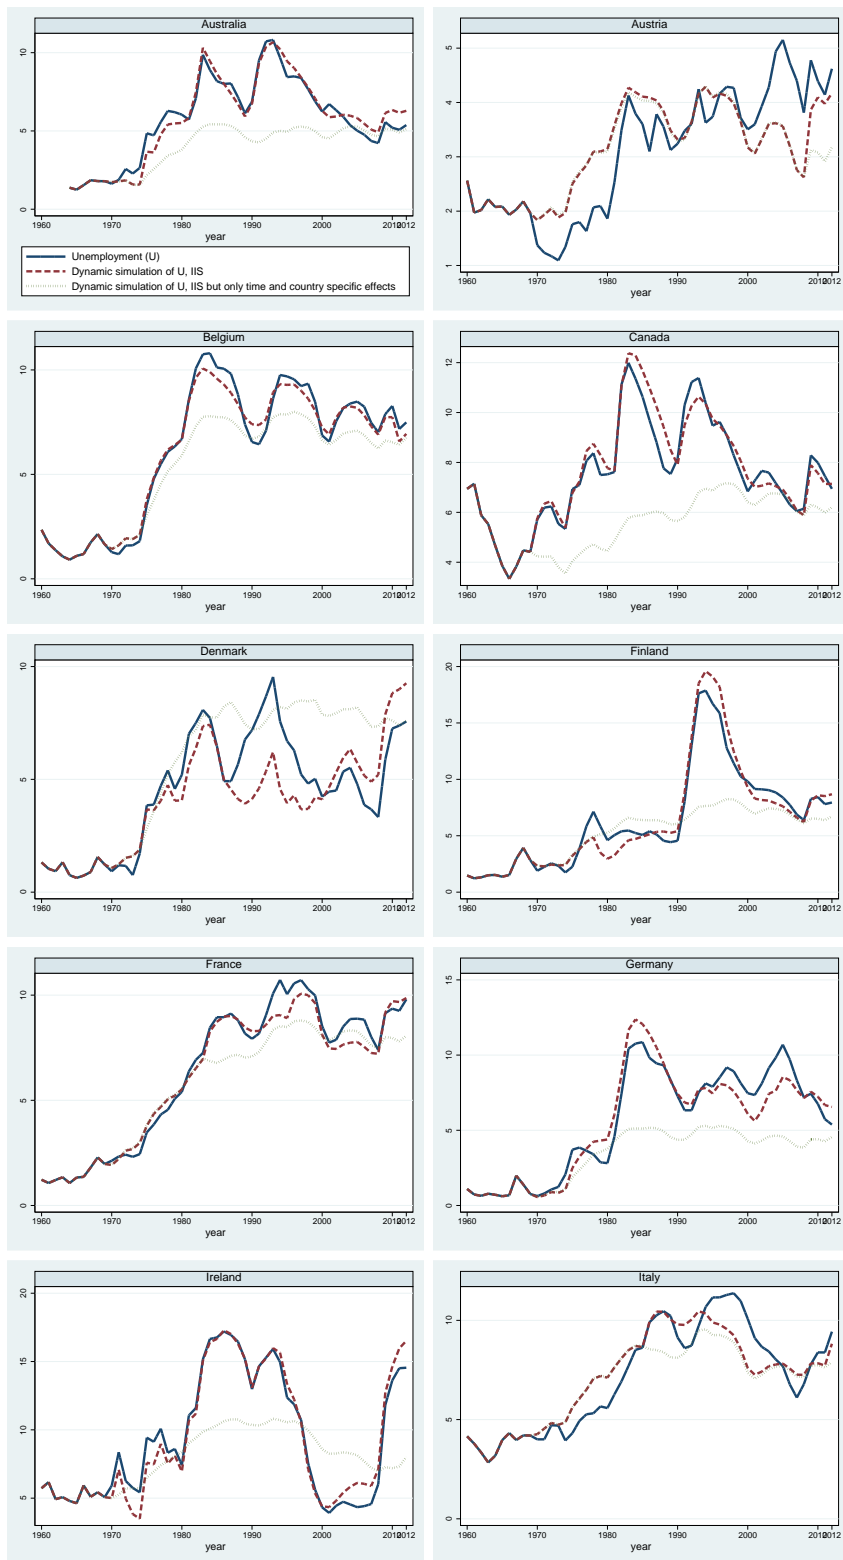 Australia
10
5
0
1960 1970 1980 1990 2000 2010 2012
year
Unemployment (U)
Dynamic simulation of U, IIS
Dynamic simulation of U, IIS but only time and country specific effects
Austria
5
4
3
2
1
1960 1970 1980 1990 2000 2010 2012
year
Belgium
10
5
0
1960 1970 1980 1990 2000 2010 2012
year
Canada
12
10
8
6
4
1960 1970 1980 1990 2000 2010 2012
year
Denmark
10
5
0
1960 1970 1980 1990 2000 2010 2012
year
Finland
20
15
10
5
0
1960 1970 1980 1990 2000 2010 2012
year
France
10
5
0
1960 1970 1980 1990 2000 2010 2012
year
Germany
15
10
5
0
1960 1970 1980 1990 2000 2010 2012
year
Ireland
20
15
10
5
1960 1970 1980 1990 2000 2010 2012
year
Italy
10
5
0
1960 1970 1980 1990 2000 2010 2012
year